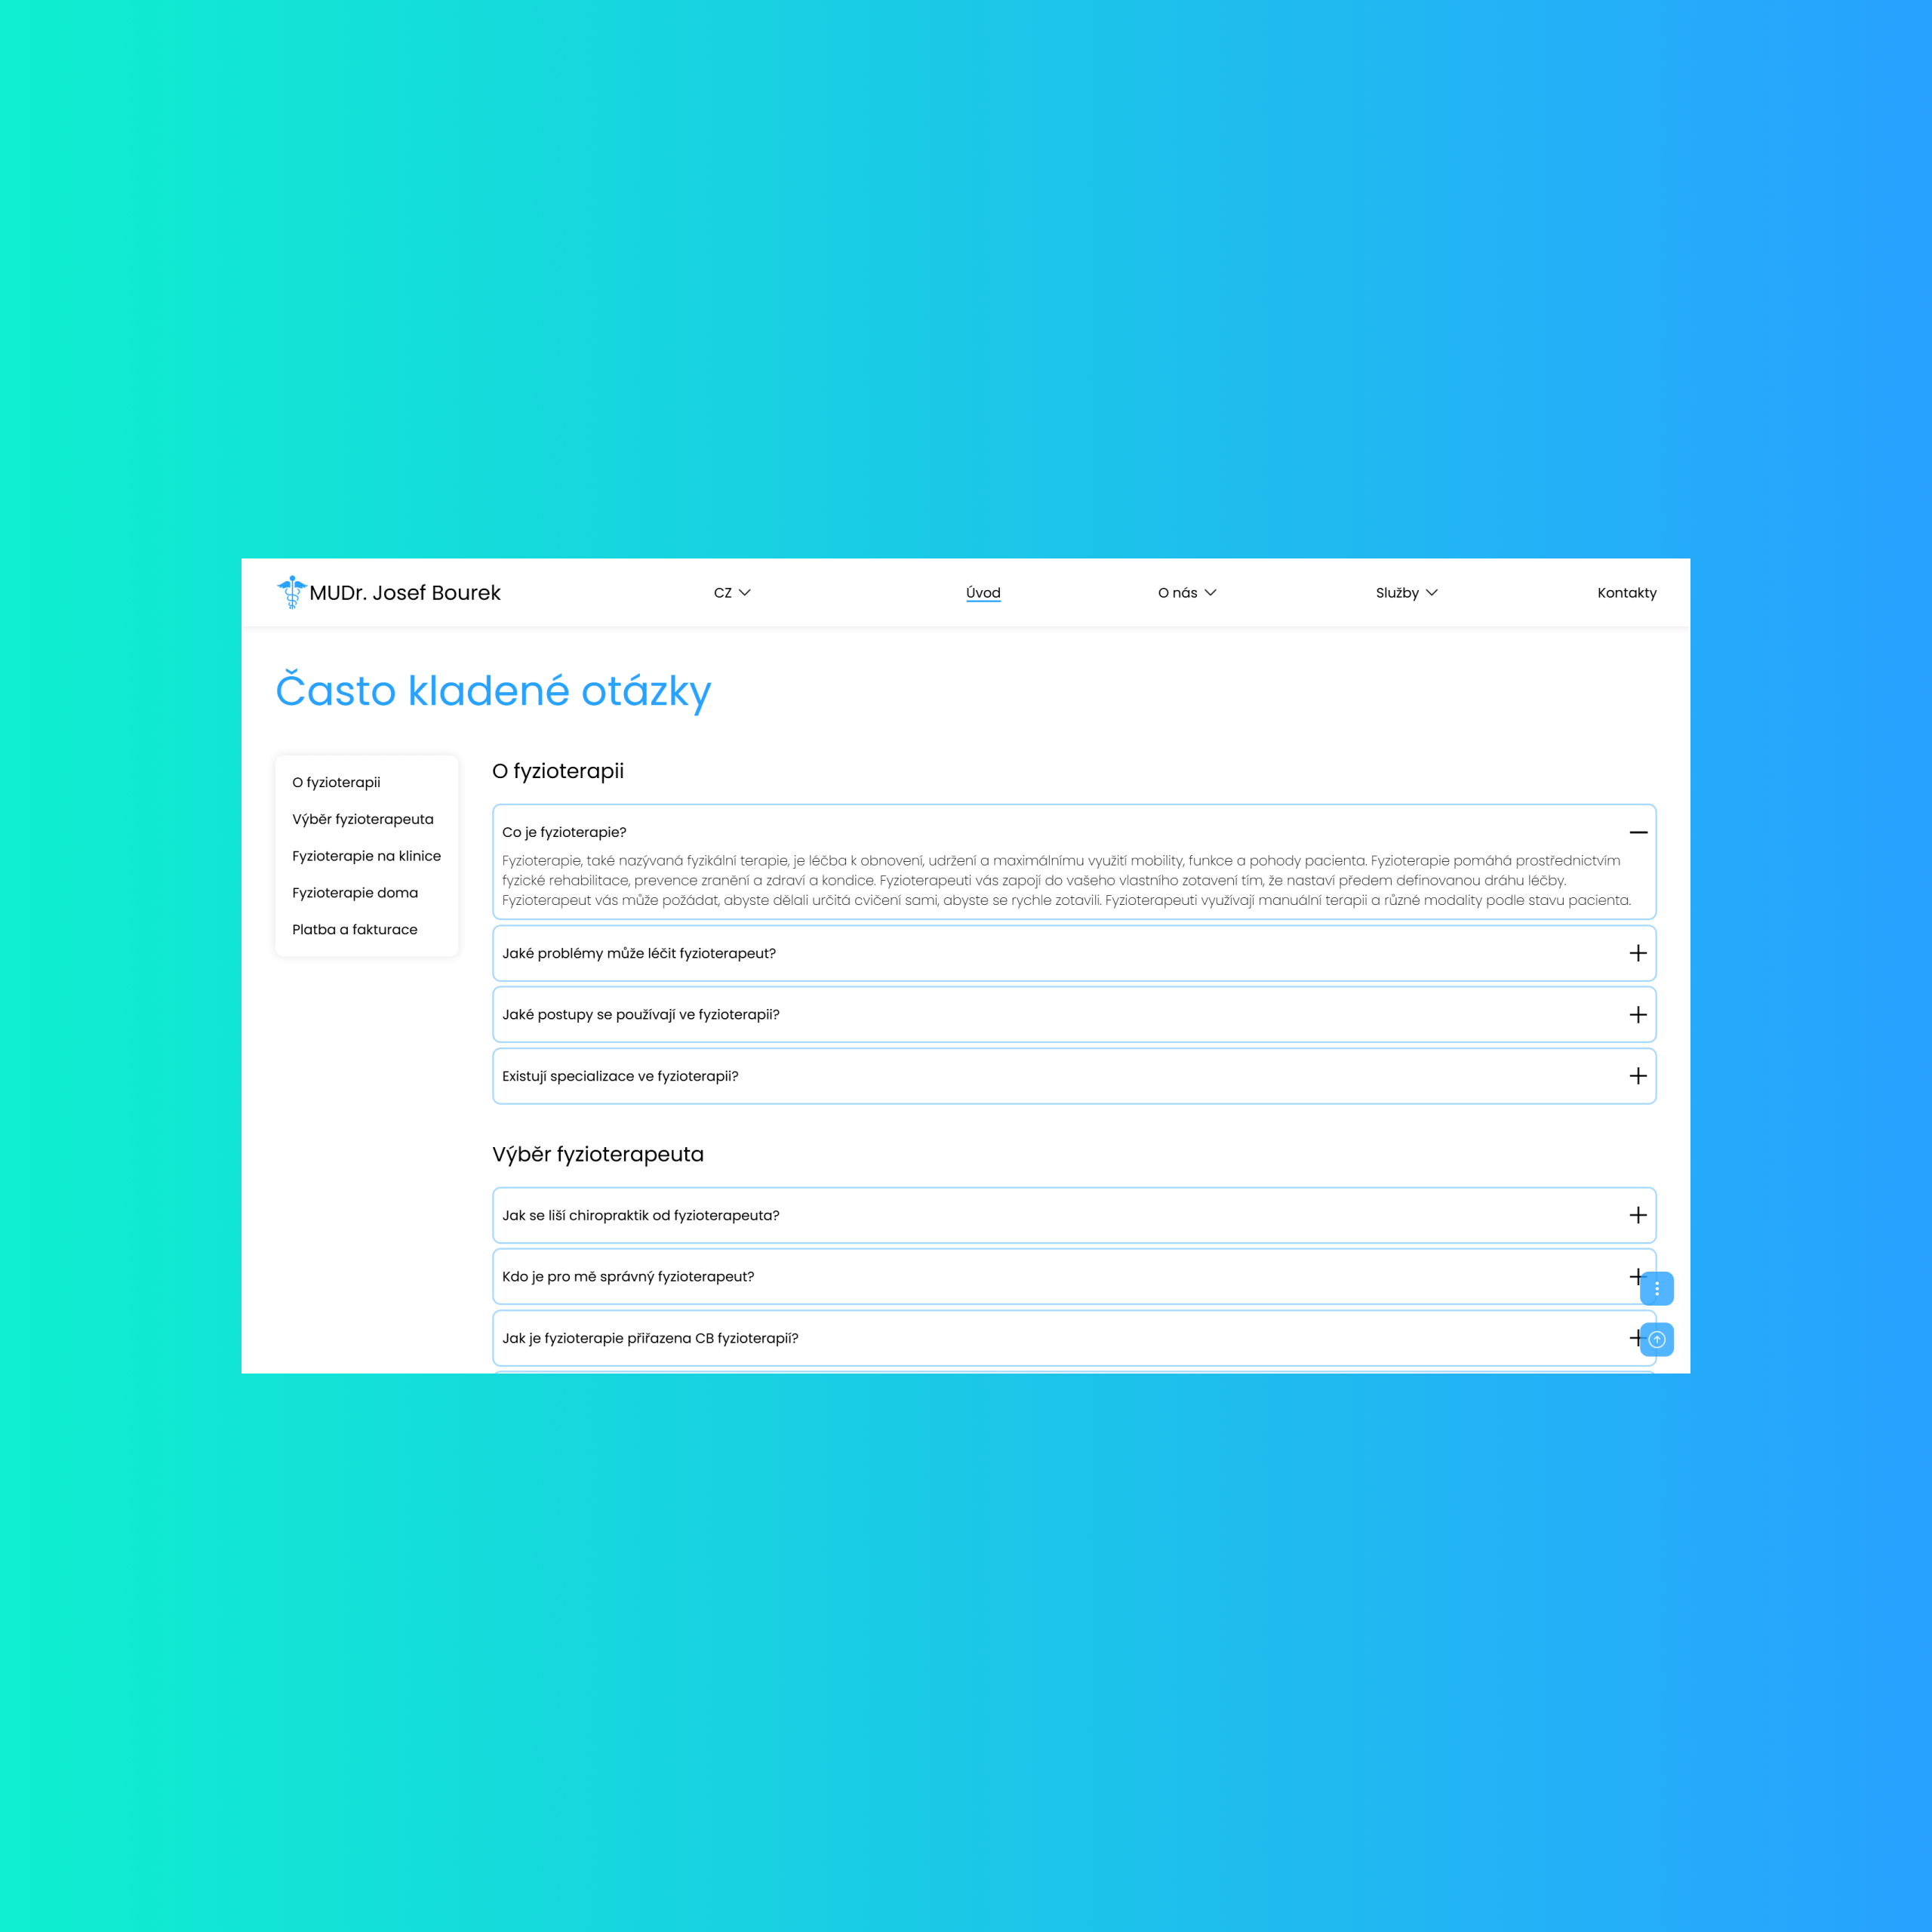 MUDr. Josef Bourek
CZ
Úvod
O nás
Služby
Kontakty
Často kladené otázky
O fyzioterapii
Výběr fyzioterapeuta
Fyzioterapie na klinice
Fyzioterapie doma
Platba a fakturace
O fyzioterapii
Co je fyzioterapie?
Fyzioterapie, také nazývaná fyzikální terapie, je léčba k obnovení, udržení a maximálnímu využití mobility, funkce a pohody pacienta. Fyzioterapie pomáhá prostřednictvím
fyzické rehabilitace, prevence zranění a zdraví a kondice. Fyzioterapeuti vás zapojí do vašeho vlastního zotavení tím, že nastaví předem definovanou dráhu léčby.
Fyzioterapeut vás může požádat, abyste dělali určitá cvičení sami, abyste se rychle zotavili. Fyzioterapeuti využívají manuální terapii a různé modality podle stavu pacienta.
Jaké problémy může léčit fyzioterapeut?
Jaké postupy se používají ve fyzioterapii?
Existují specializace ve fyzioterapii?
Výběr fyzioterapeuta
Jak se liší chiropraktik od fyzioterapeuta?
Kdo je pro mě správný fyzioterapeut?
Jak je fyzioterapie přiřazena CB fyzioterapií?